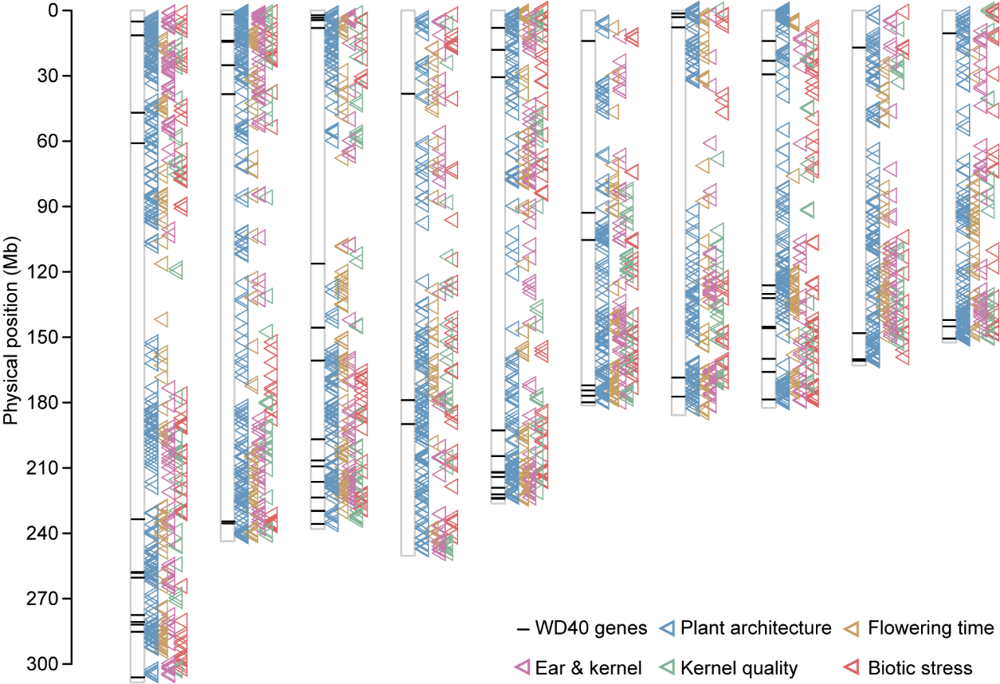 0
30
60
90
120
150
180
210
240
270
300
Physical position (Mb)
WD40 genes
Plant architecture
Flowering time
Ear & kernel
Kernel quality
Biotic stress